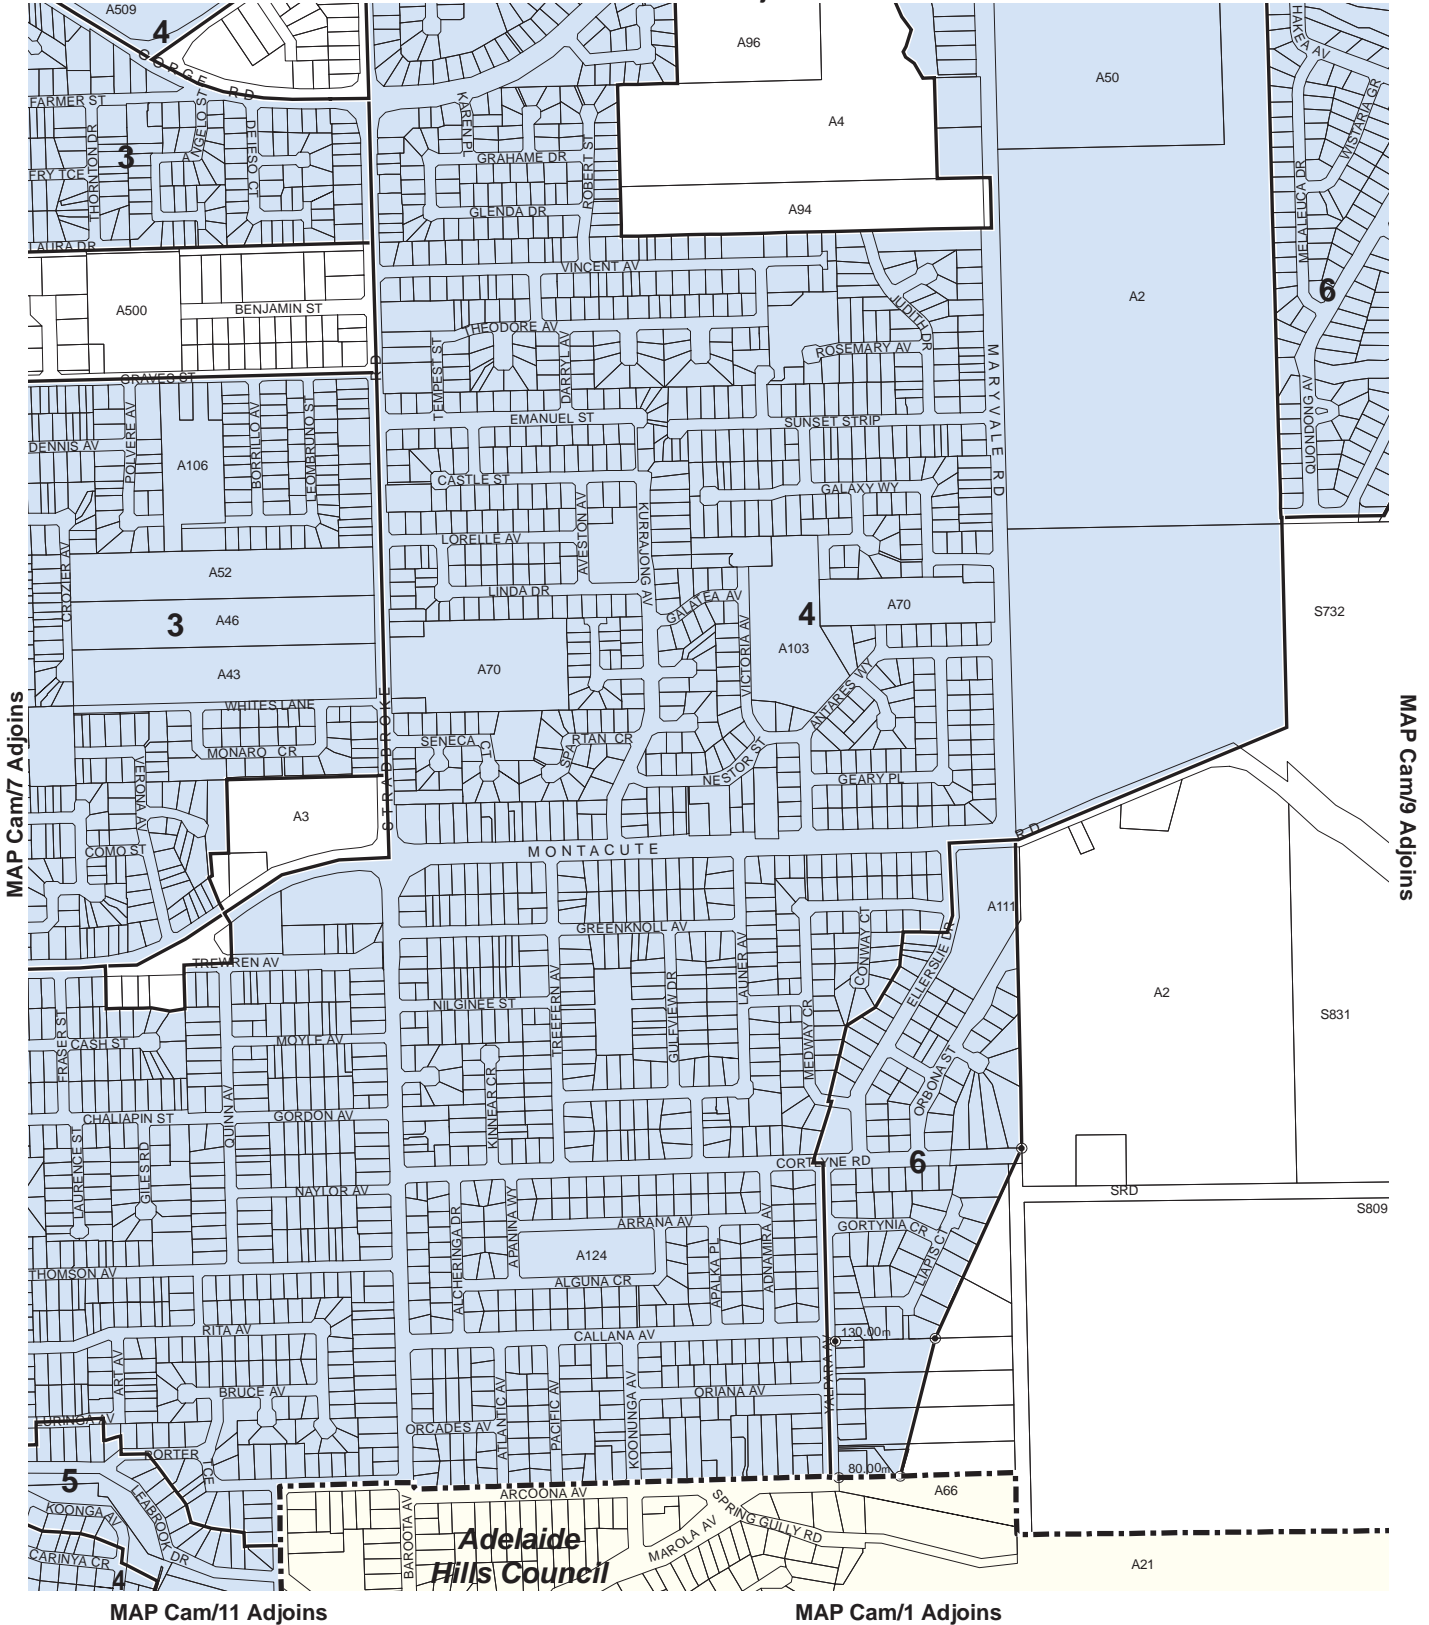 A509
4
GORGE RD
A96
A50
HAKEA AV
FARMER ST
THORNTON DR
ANGELO ST
DEIESO CT
KAREN PL
ROBERT ST
A4
WISTARIA GR
3
GRAHAME DR
FRY TCE
GLENDA DR
A94
MELALEUCA DR
LAURA DR
VINCENT AV
A2
6
A500
BENJAMIN ST
THEODORE AV
JUDITH DR
ROSEMARY AV
TEMPEST ST
DARRYL AV
RD
MARYVALE RD
GRAVES ST
POLVERE AV
BORRILLO AV
LOMBRUNO ST
EMANUEL ST
SUNSET STRIP
QUONDONG AV
DENNIS AV
A106
CASTLE ST
GALAXY WY
AVESTON AV
KURRAJONG AV
LORELLE AV
CROZIER AV
A52
LINDA DR
GALATEA AV
A70
S732
A46
3
4
A103
VICTORIA AV
A43
A70
ANTARES WY
WHITES LANE
STRADBROKE
MONARO CR
SENECA CT
SPARTAN CR
NESTOR ST
GEARY PL
VERONA AV
A3
MAP Cam/7 Adjoins
MAP Cam/9 Adjoins
COMO ST
MONTACUTE RD
A111
GREENKNOLL AV
CONWAY CT
ELLERSLIE DR
TREWREN AV
LAUNER AV
TREEFERN AV
GULFVIEW DR
NILGINEE ST
A2
S831
FRASER ST
CASH ST
MOYLE AV
MEDWAY CR
KINNEAR CR
ORBONA ST
CHALIAPIN ST
QUINN AV
GORDON AV
LAURENCE ST
GILES RD
CORTLYNE RD
6
NAYLOR AV
SRD
S809
ALCHERINGA DR
APANINA WY
ARRANA AV
ADNAMIRA AV
GORTYNIA CR
A124
APALKA PL
LIAPIS CT
THOMSON AV
ALGUNA CR
RITA AV
CALLANA AV
130.00m
YALPARA AV
ART AV
BRUCE AV
ATLANTIC AV
PACIFIC AV
KOONUNGA AV
ORIANA AV
ORCADES AV
PORTER TCE
80.00m
5
A66
KOONGA AV
LEABROOK DR
BAROOTA AV
ARCOONA AV
SPRING GULLY RD
MAROLA AV
Adelaide
Hills Council
CARINYA CR
4
A21
MAP Cam/11 Adjoins
MAP Cam/1 Adjoins